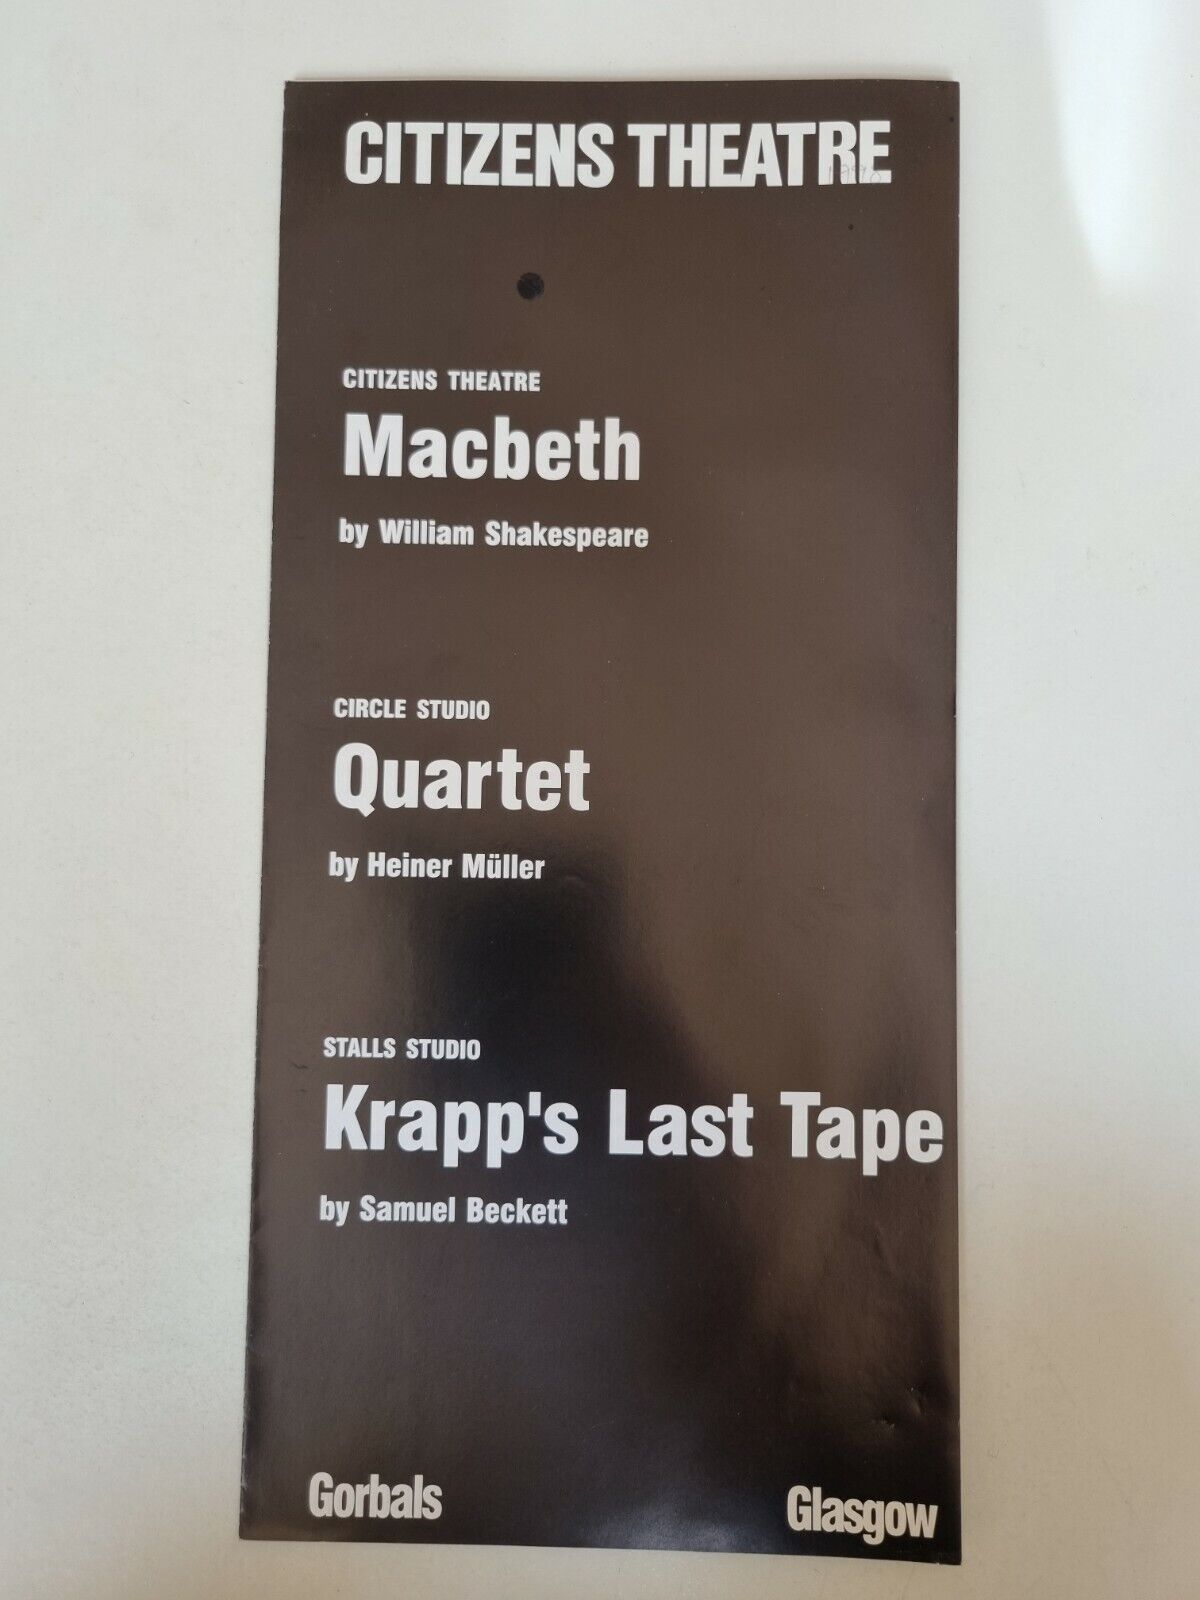 CITIZENS THEATRE
CITIZENS THEATRE
Macbeth
by William Shakespeare
CIRCLE STUDIO
Quartet
by Heiner Müller
STALLS STUDIO
Krapp's Last Tape
by Samuel Beckett
Gorbals
Glasgow